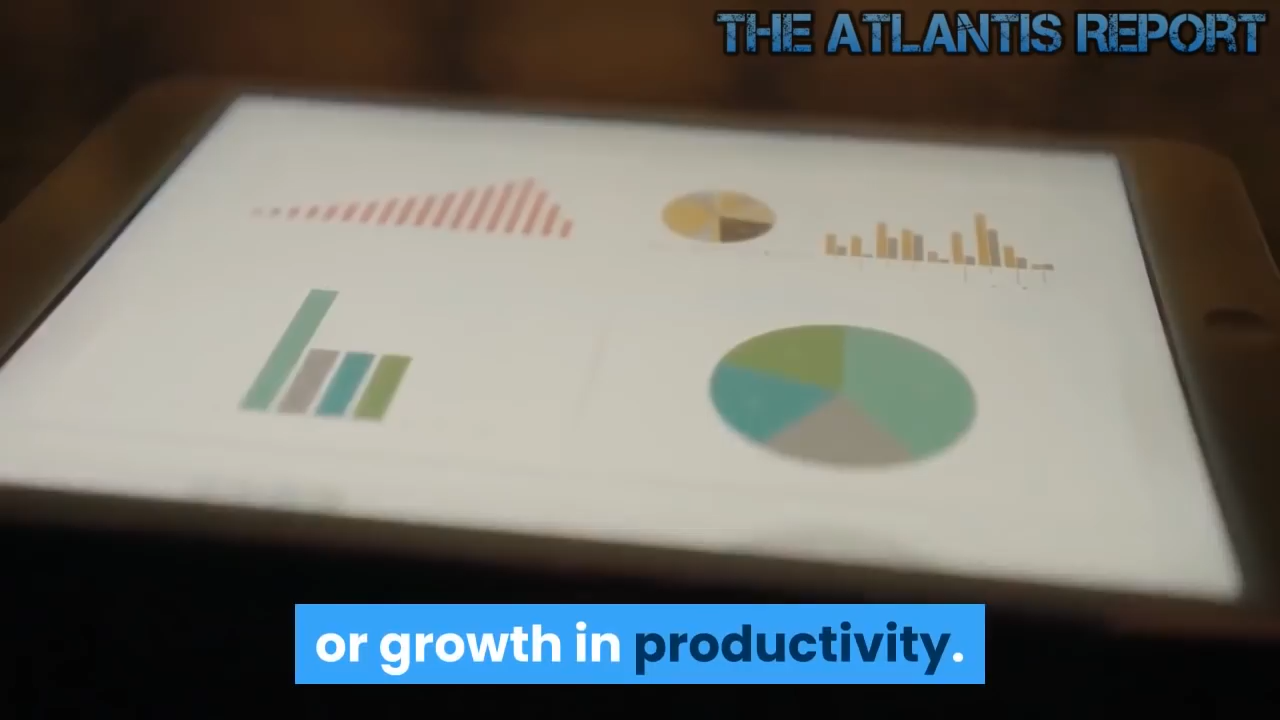 THE ATLANTIS REPORT
or growth in productivity.